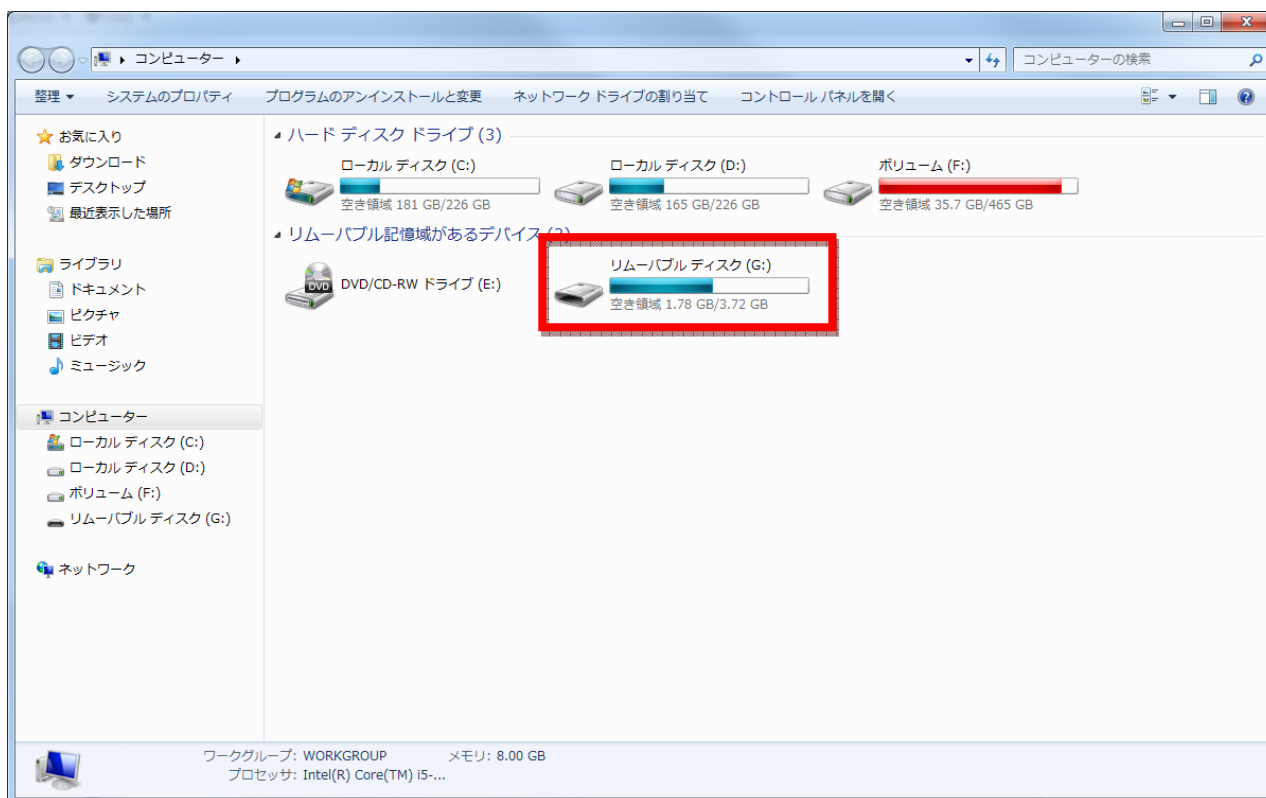 コンピューター
コンピューターの検索
整理 システムのプロパティ プログラムのアンインストールと変更 ネットワーク ドライブの割り当て コントロール パネルを開く
お気に入り
ダウンロード
デスクトップ
最近表示した場所
ライブラリ
ドキュメント
ピクチャ
ビデオ
ミュージック
コンピューター
ローカル ディスク (C:)
ローカル ディスク (D:)
ボリューム (F:)
リムーバブル ディスク (G:)
ネットワーク
ハード ディスク ドライブ (3)
ローカル ディスク (C:)
空き領域 181 GB/226 GB
ローカル ディスク (D:)
空き領域 165 GB/226 GB
ボリューム (F:)
空き領域 35.7 GB/465 GB
リムーバブル記憶域があるデバイス (2)
DVD
DVD/CD-RW ドライブ (E:)
リムーバブル ディスク (G:)
空き領域 1.78 GB/3.72 GB
ワークグループ: WORKGROUP メモリ: 8.00 GB
プロセッサ: Intel(R) Core(TM) i5-...